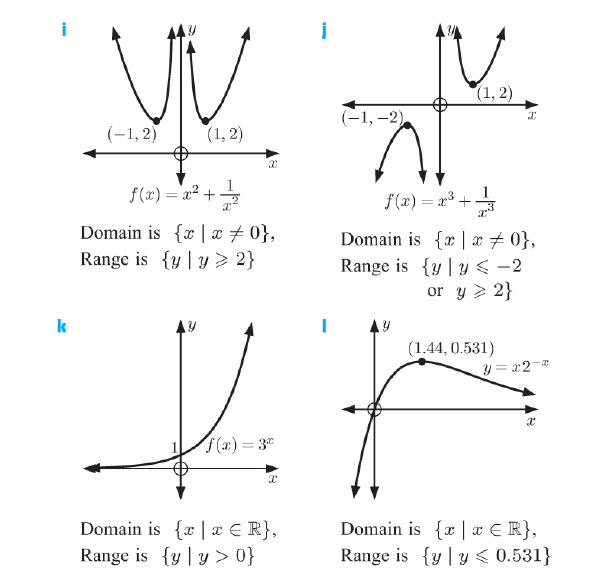 i
y
(−1, 2)
(1, 2)
x
f(x) = x² + 1/x²
Domain is {x | x ≠ 0},
Range is {y | y ⩾ 2}
j
y
(1, 2)
(−1, −2)
x
f(x) = x³ + 1/x³
Domain is {x | x ≠ 0},
Range is {y | y ⩽ −2
or y ⩾ 2}
k
y
1
f(x) = 3ˣ
x
Domain is {x | x ∈ ℝ},
Range is {y | y > 0}
l
y
(1.44, 0.531)
y = x2⁻ˣ
x
Domain is {x | x ∈ ℝ},
Range is {y | y ⩽ 0.531}